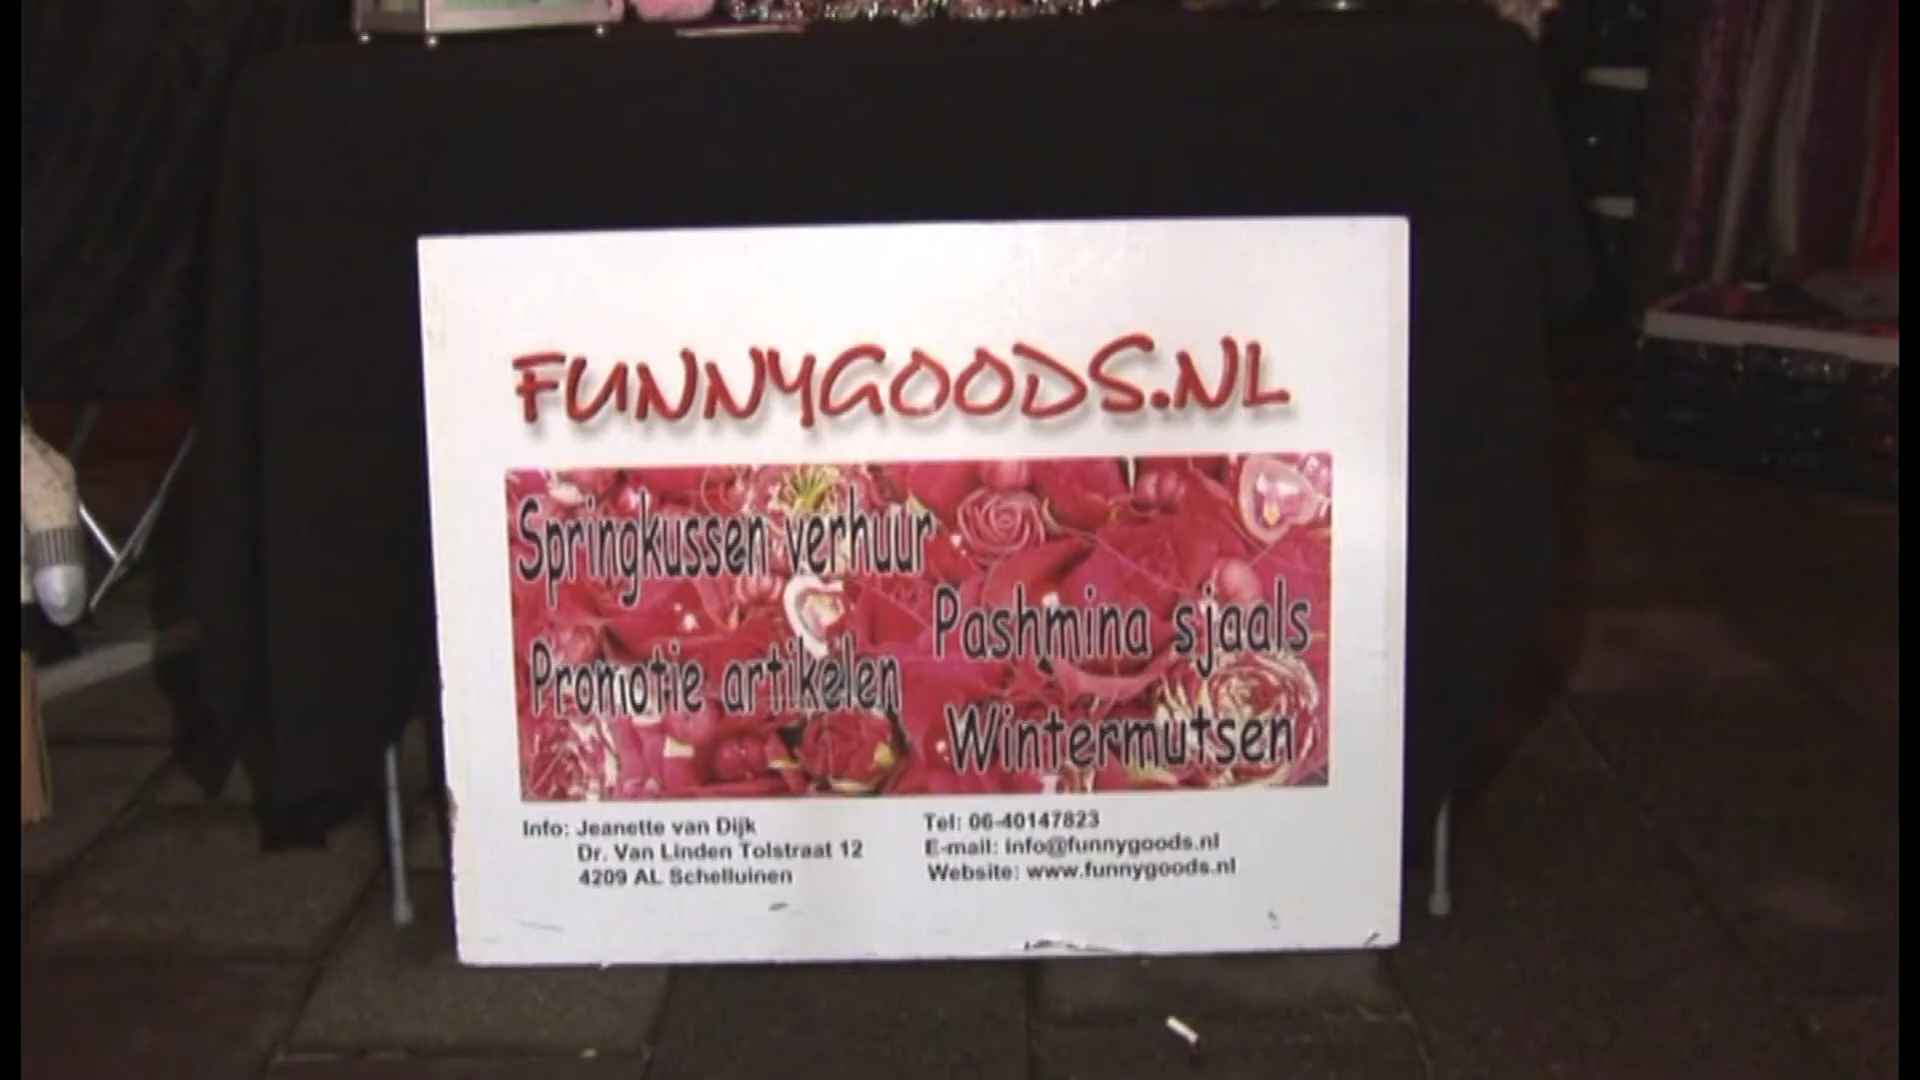 FUNNYGOODS.NL
Springkussen verhuur
Pashmina sjaals
Promotie artikelen
Wintermutsen
Info: Jeanette van Dijk
Dr. Van Linden Tolstraat 12
4209 AL Schelluinen
Tel: 06-40147823
E-mail: info@funnygoods.nl
Website: www.funnygoods.nl